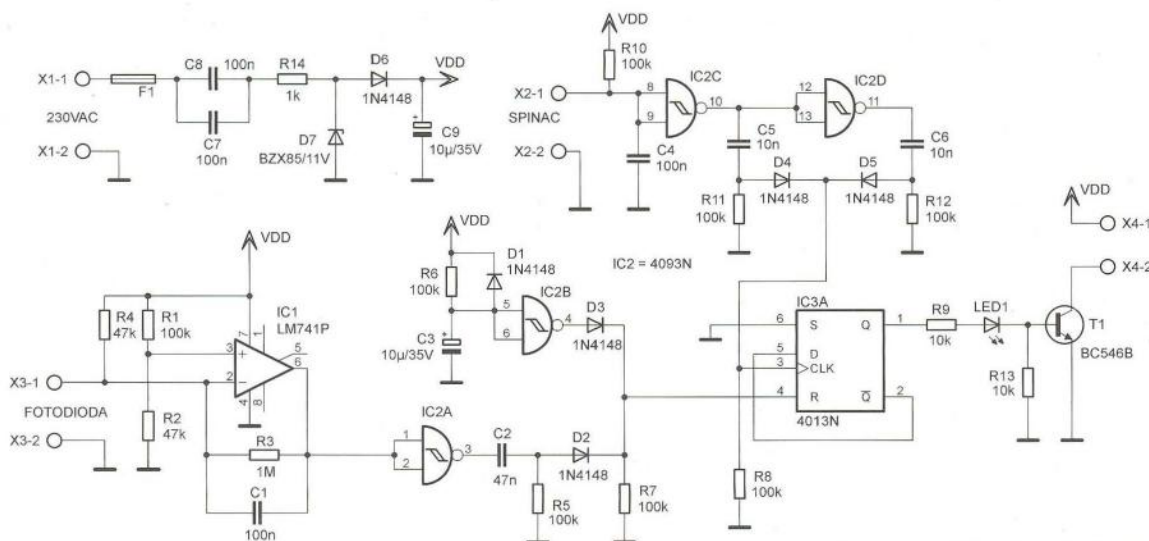 X1-1
F1
C8
100n
C7
100n
R14
1k
D6
1N4148
VDD
230VAC
X1-2
D7
BZX85/11V
+
C9
10µ/35V
VDD
R10
100k
X2-1
SPINAC
X2-2
8
9
IC2C
10
C4
100n
C5
10n
12
13
IC2D
11
C6
10n
D4
1N4148
D5
1N4148
R11
100k
R12
100k
IC2 = 4093N
VDD
X4-1
X4-2
VDD
R4
47k
R1
100k
IC1
LM741P
7
1
5
6
3
+
2
-
4
8
X3-1
FOTODIODA
X3-2
R2
47k
R3
1M
C1
100n
VDD
R6
100k
D1
1N4148
+
C3
10µ/35V
5
6
IC2B
4
D3
1N4148
IC2A
1
2
3
C2
47n
D2
1N4148
R5
100k
R7
100k
R8
100k
IC3A
6
S
Q
1
5
D
3
CLK
4
R
Q
2
4013N
R9
10k
LED1
R13
10k
T1
BC546B